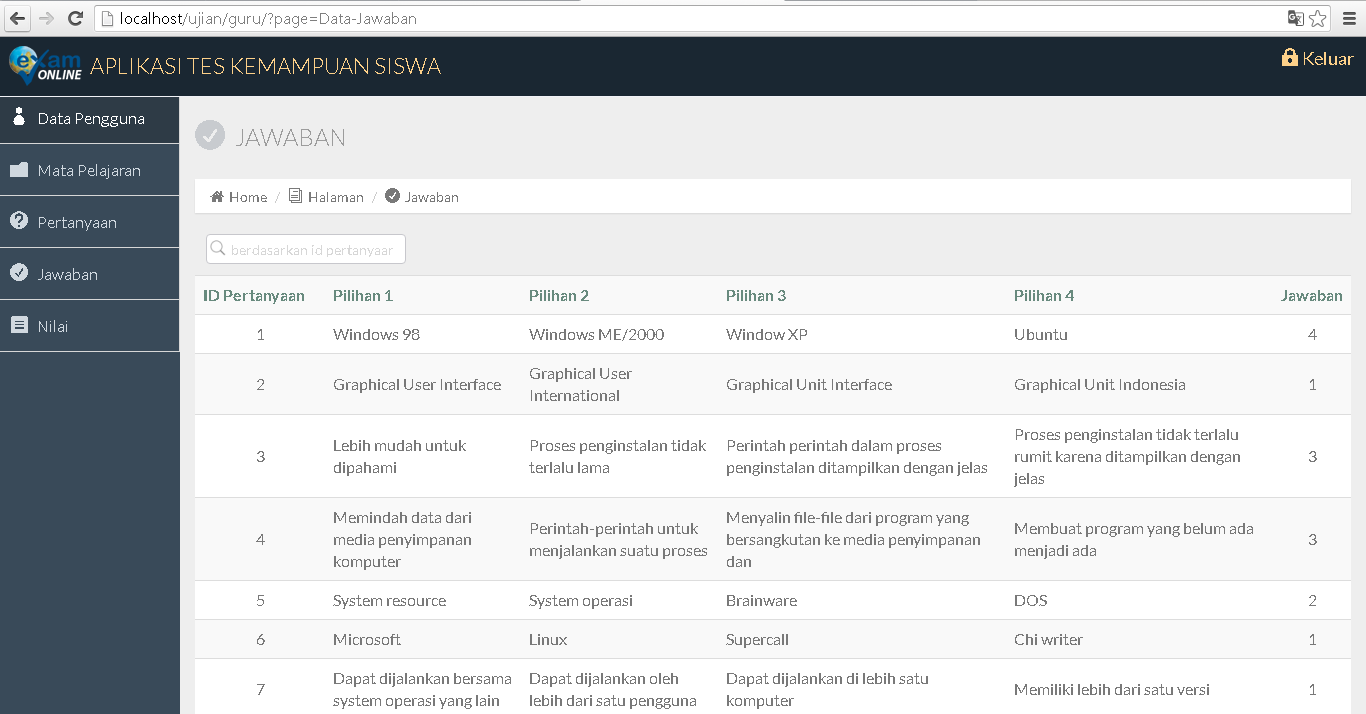 localhost/ujian/guru/?page=Data-Jawaban
eXam ONLINE APLIKASI TES KEMAMPUAN SISWA
Keluar
Data Pengguna
Mata Pelajaran
Pertanyaan
Jawaban
Nilai
JAWABAN
Home / Halaman / Jawaban
berdasarkan id pertanyaar
ID Pertanyaan Pilihan 1 Pilihan 2 Pilihan 3 Pilihan 4 Jawaban
1 Windows 98 Windows ME/2000 Window XP Ubuntu 4
2 Graphical User Interface Graphical User International Graphical Unit Interface Graphical Unit Indonesia 1
3 Lebih mudah untuk dipahami Proses penginstalan tidak terlalu lama Perintah perintah dalam proses penginstalan ditampilkan dengan jelas Proses penginstalan tidak terlalu rumit karena ditampilkan dengan jelas 3
4 Memindah data dari media penyimpanan komputer Perintah-perintah untuk menjalankan suatu proses Menyalin file-file dari program yang bersangkutan ke media penyimpanan dan Membuat program yang belum ada menjadi ada 3
5 System resource System operasi Brainware DOS 2
6 Microsoft Linux Supercall Chi writer 1
7 Dapat dijalankan bersama system operasi yang lain Dapat dijalankan oleh lebih dari satu pengguna Dapat dijalankan di lebih satu komputer Memiliki lebih dari satu versi 1